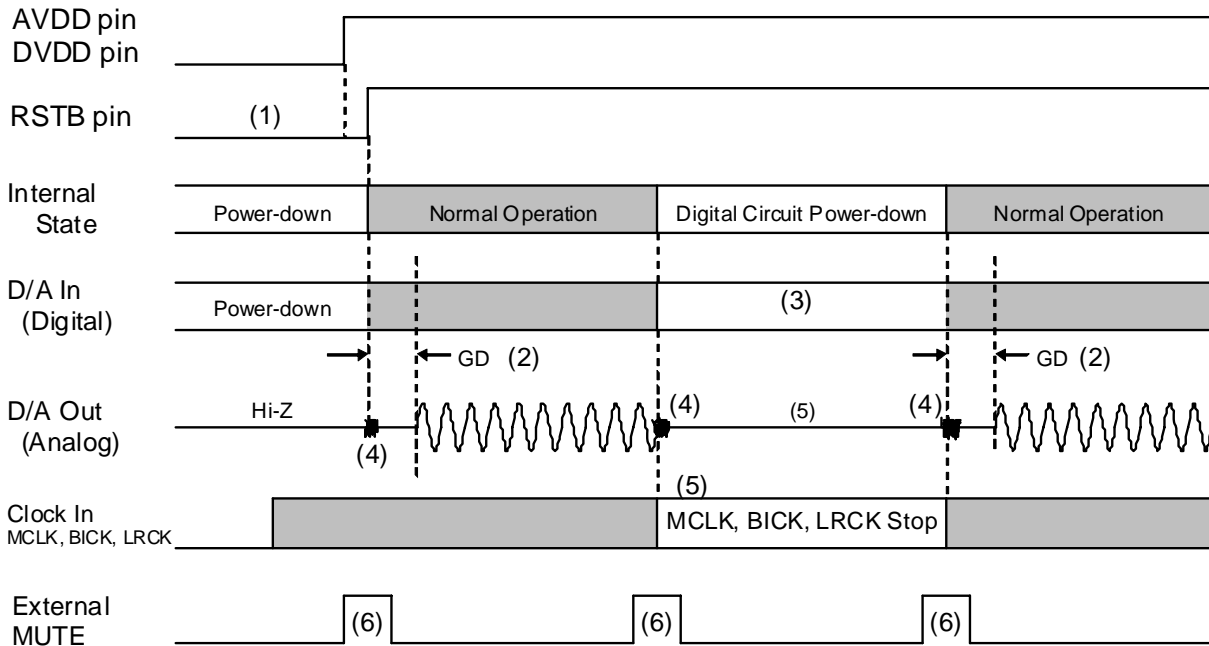 AVDD pin
DVDD pin
RSTB pin
(1)
Internal
State
Power-down
Normal Operation
Digital Circuit Power-down
Normal Operation
D/A In
(Digital)
Power-down
(3)
GD (2)
GD (2)
D/A Out
(Analog)
Hi-Z
(4)
(4)
(5)
(4)
(5)
Clock In
MCLK, BICK, LRCK
MCLK, BICK, LRCK Stop
External
MUTE
(6)
(6)
(6)